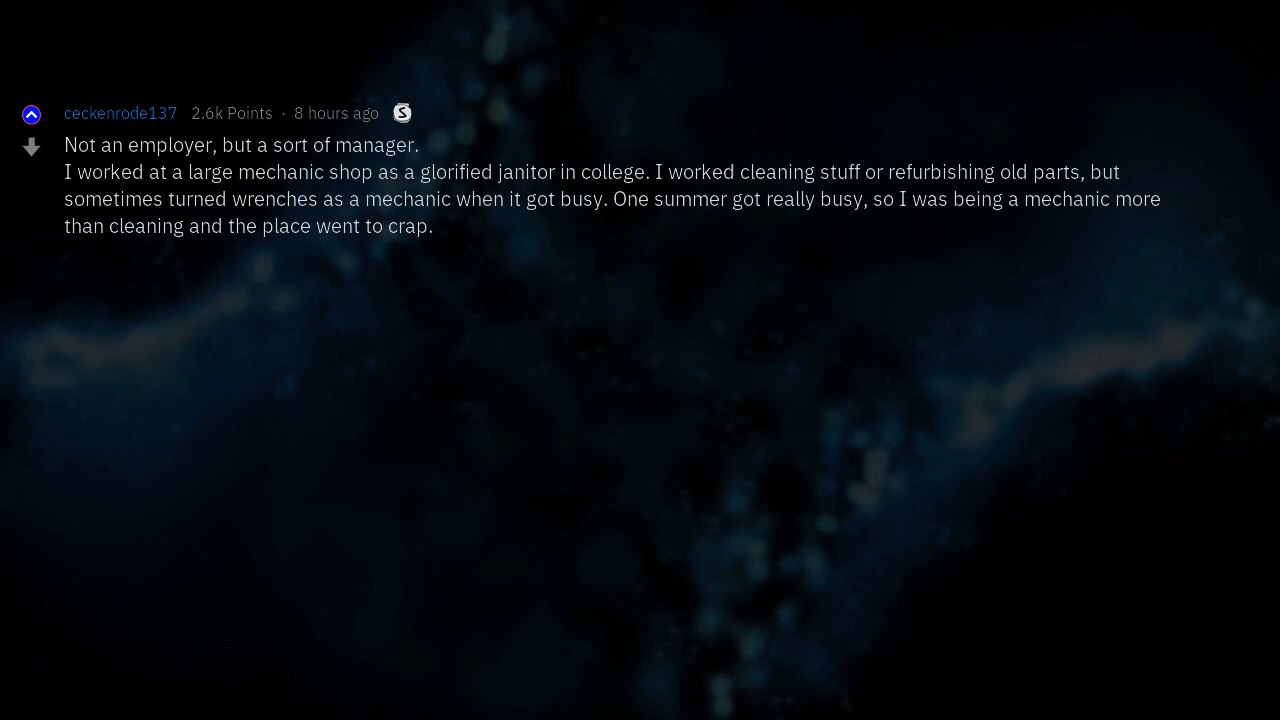 ceckenrode137 2.6k Points · 8 hours ago S
Not an employer, but a sort of manager.
I worked at a large mechanic shop as a glorified janitor in college. I worked cleaning stuff or refurbishing old parts, but
sometimes turned wrenches as a mechanic when it got busy. One summer got really busy, so I was being a mechanic more
than cleaning and the place went to crap.